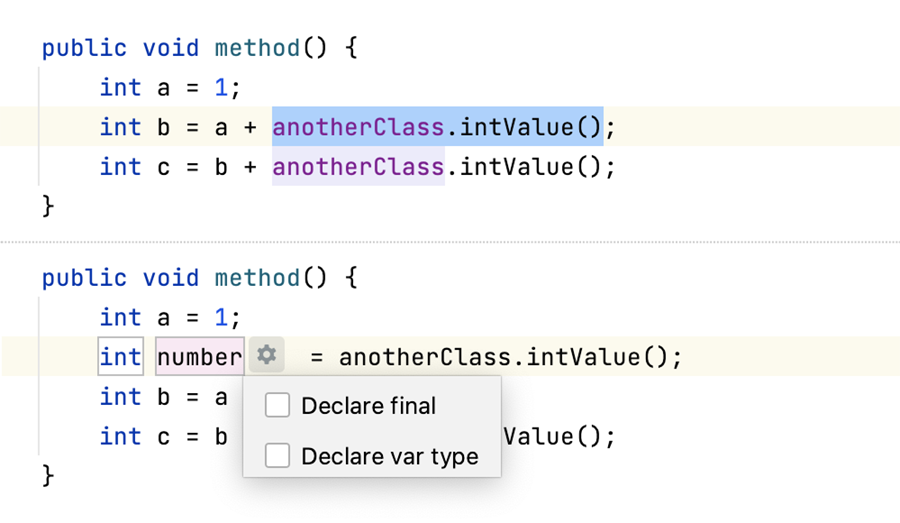 public void method() {
int a = 1;
int b = a + anotherClass.intValue();
int c = b + anotherClass.intValue();
}
public void method() {
int a = 1;
int number = anotherClass.intValue();
int b = a
Declare final
int c = b Value();
Declare var type
}